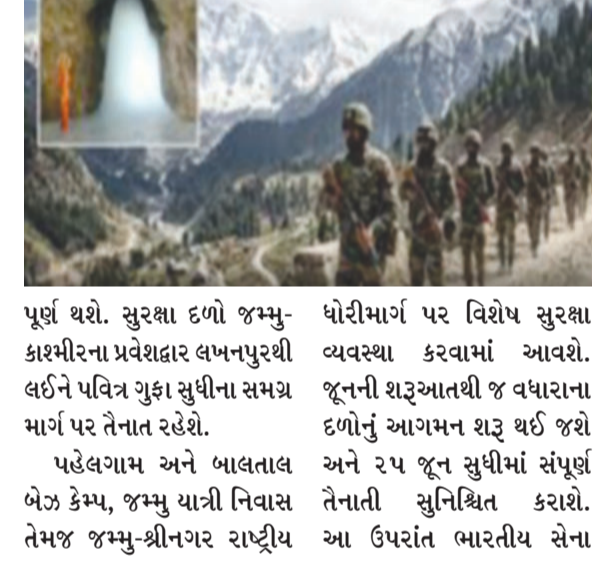 પૂર્ણ થશે. સુરક્ષા દળો જમ્મુ-
કાશ્મીરના પ્રવેશદ્વાર લખનપુરથી
લઈને પવિત્ર ગુફા સુધીના સમગ્ર
માર્ગ પર તૈનાત રહેશે.
પહેલગામ અને બાલતાલ
બેઝ કેમ્પ, જમ્મુ યાત્રી નિવાસ
તેમજ જમ્મુ-શ્રીનગર રાષ્ટ્રીય
ધોરીમાર્ગ પર વિશેષ સુરક્ષા
વ્યવસ્થા કરવામાં આવશે.
જૂનની શરૂઆતથી જ વધારાના
દળોનું આગમન શરૂ થઈ જશે
અને ૨૫ જૂન સુધીમાં સંપૂર્ણ
તૈનાતી સુનિશ્ચિત કરાશે.
આ ઉપરાંત ભારતીય સેના